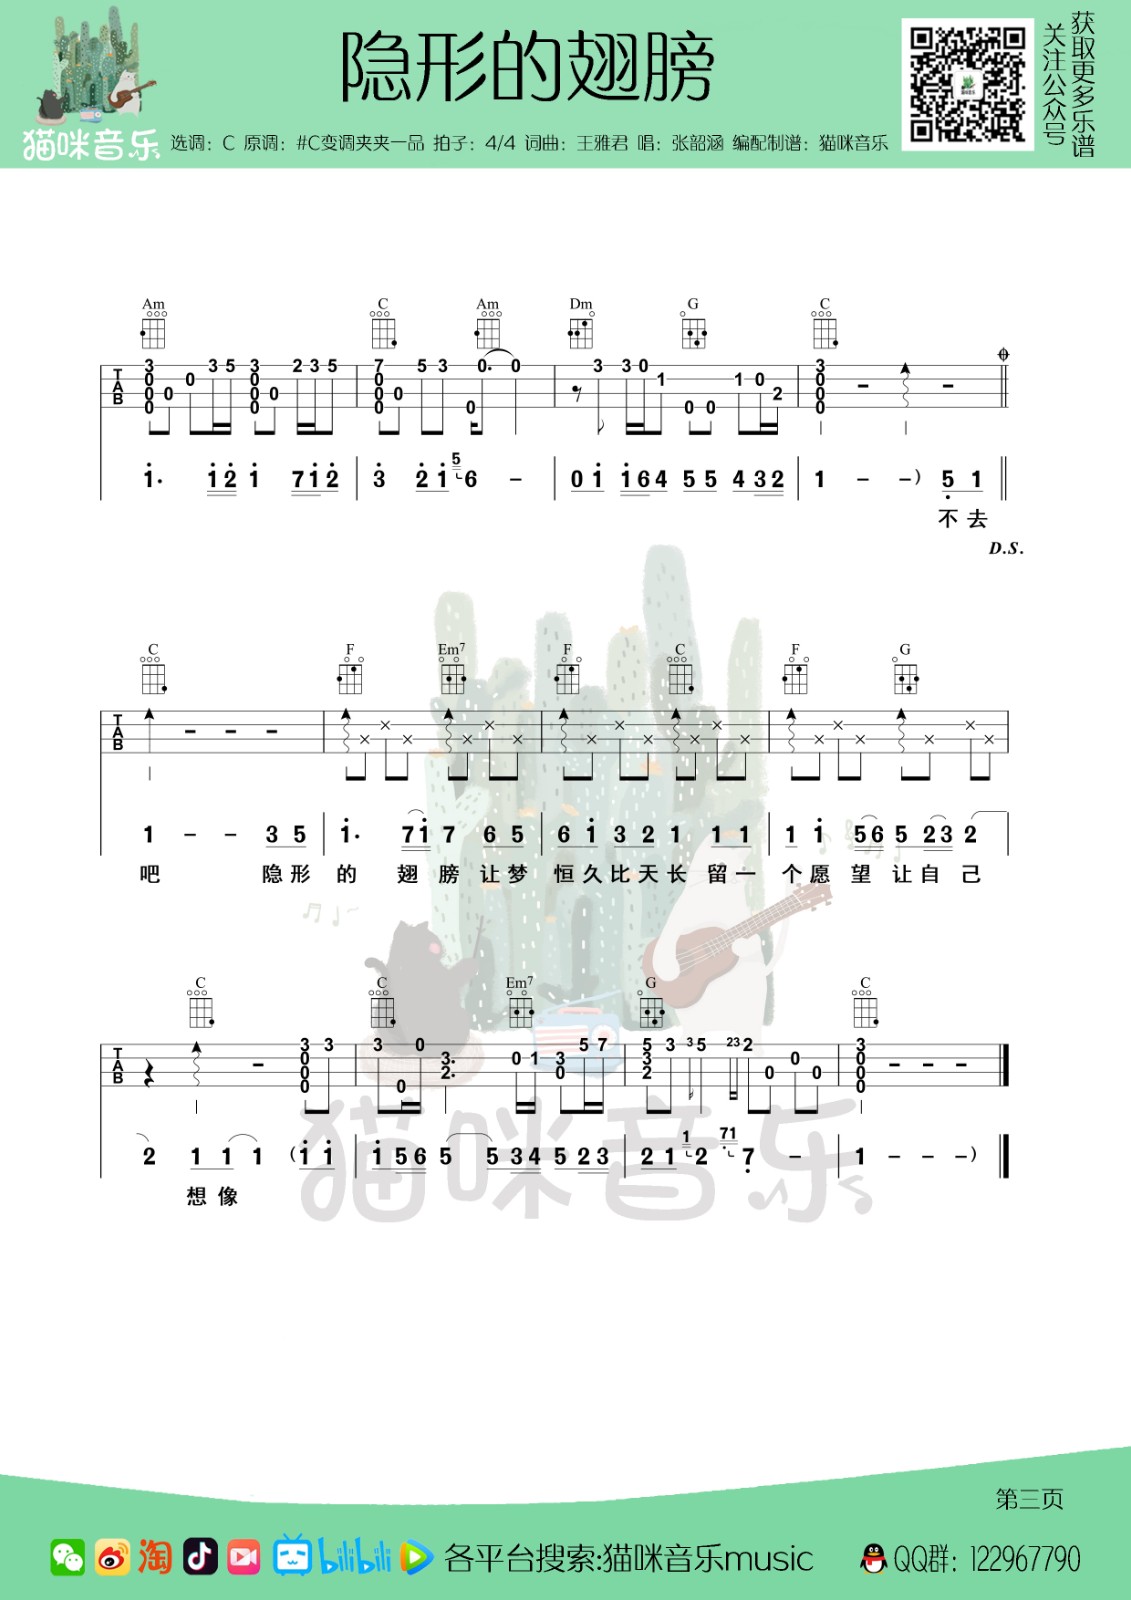 隐形的翅膀
猫咪音乐
选调：C 原调：#C变调夹夹一品 拍子：4/4 词曲：王雅君 唱：张韶涵 编配制谱：猫咪音乐
关注公众号
获取更多乐谱
Am C Am Dm G C
T
A
B
1· 1 2 1 7 1 2 3 2 1 5 6 – 0 1 1 6 4 5 5 4 3 2 1 – – ) 5 1
不去
D.S.
C F Em7 F C F G
T
A
B
1 – – 3 5 1· 7 1 7 6 5 6 1 3 2 1 1 1 1 1 5 6 5 2 3 2
吧 隐形 的 翅 膀 让梦 恒久比天长 留一 个愿 望 让自 己
C C Em7 G C
T
A
B
2 1 1 1 ( 1 1 1 5 6 5 5 3 4 5 2 3 2 1 1 2 7 1 7 – 1 – – – )
想 像
猫咪音乐
第三页
bilibili
各平台搜索:猫咪音乐music
QQ群：122967790